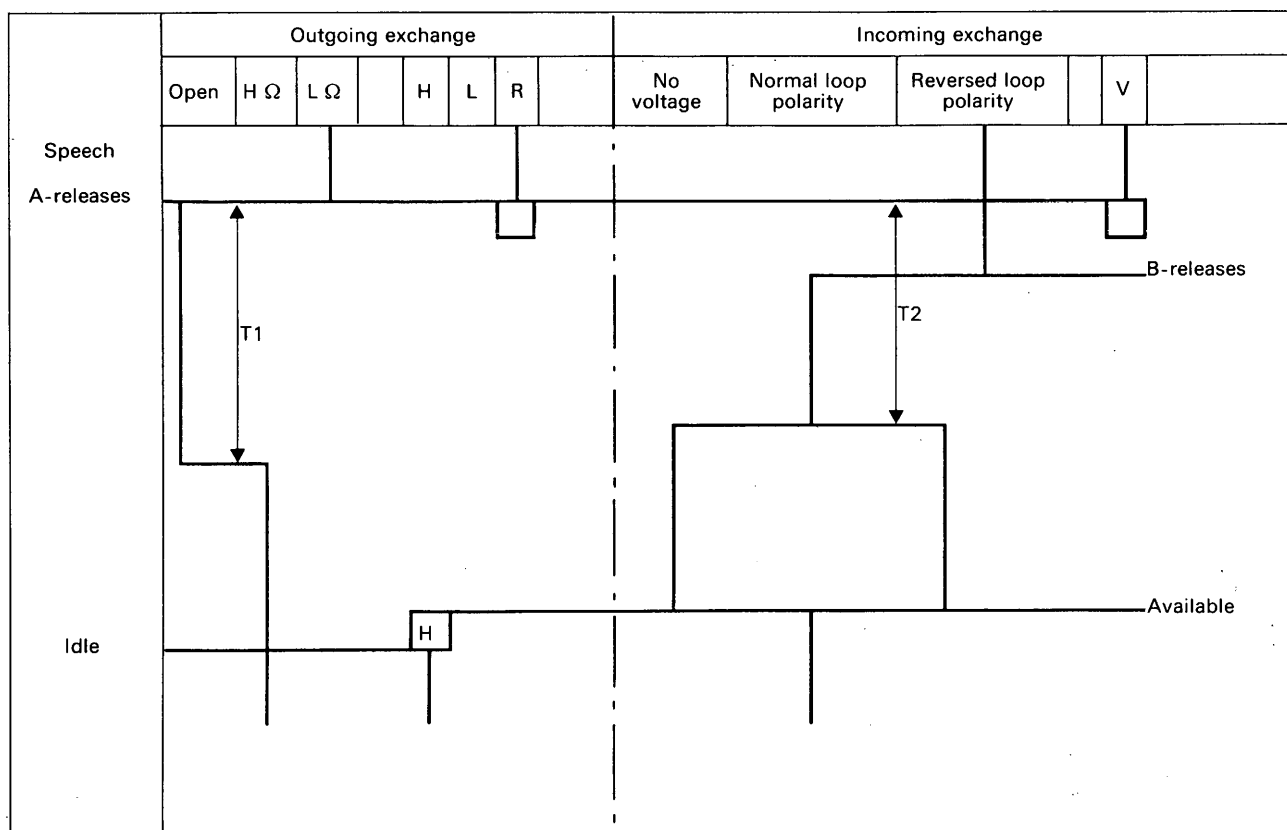 Outgoing exchange
Incoming exchange
Open
H Ω
L Ω
H
L
R
No voltage
Normal loop polarity
Reversed loop polarity
V
Speech
A-releases
B-releases
T1
T2
Available
H
Idle